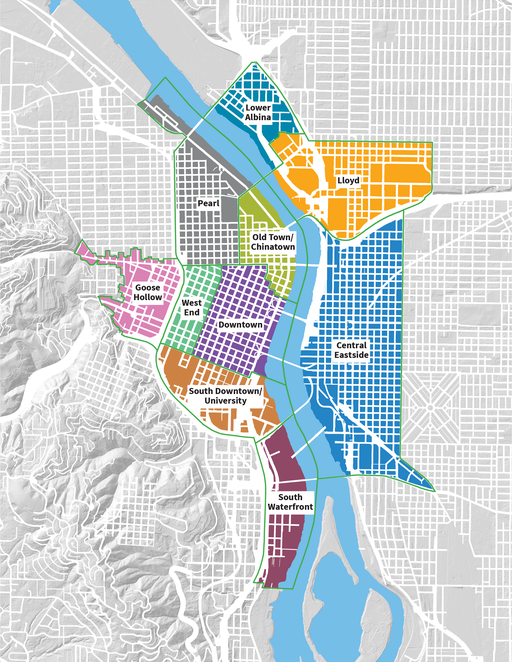 Lower
Albina
Lloyd
Pearl
Old Town/
Chinatown
Goose
Hollow
West
End
Downtown
Central
Eastside
South Downtown/
University
South
Waterfront